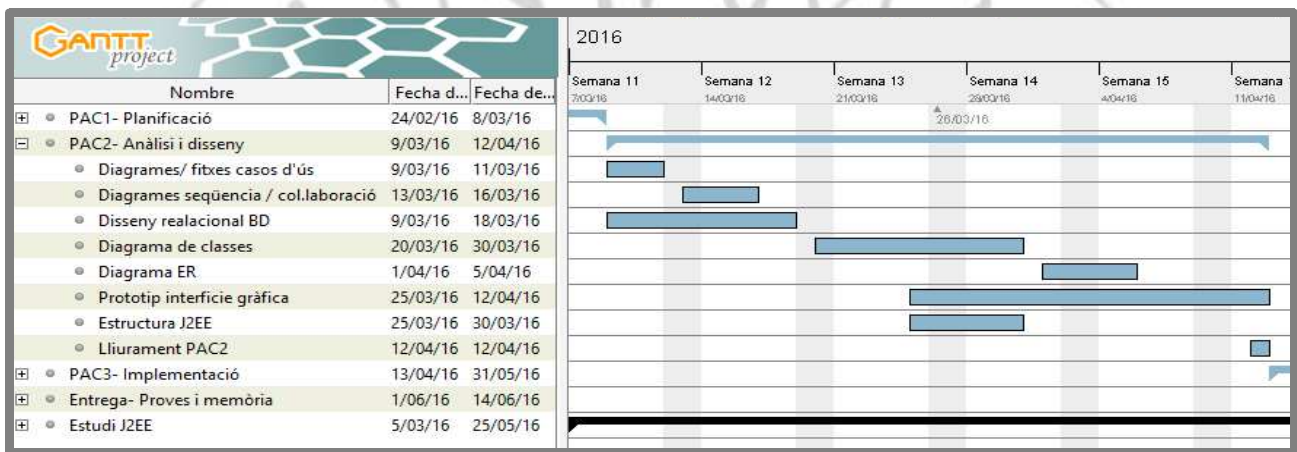 GANTT
project
2016
Semana 11 Semana 12 Semana 13 Semana 14 Semana 15 Semana
7/03/16 14/03/16 21/03/16 28/03/16 4/04/16 11/04/16
Nombre Fecha d... Fecha de...
26/03/16
PAC1- Planificació 24/02/16 8/03/16
PAC2- Anàlisi i disseny 9/03/16 12/04/16
Diagrames/ fitxes casos d'ús 9/03/16 11/03/16
Diagrames seqüencia / col.laboració 13/03/16 16/03/16
Disseny realacional BD 9/03/16 18/03/16
Diagrama de classes 20/03/16 30/03/16
Diagrama ER 1/04/16 5/04/16
Prototip interficie gràfica 25/03/16 12/04/16
Estructura J2EE 25/03/16 30/03/16
Lliurament PAC2 12/04/16 12/04/16
PAC3- Implementació 13/04/16 31/05/16
Entrega- Proves i memòria 1/06/16 14/06/16
Estudi J2EE 5/03/16 25/05/16